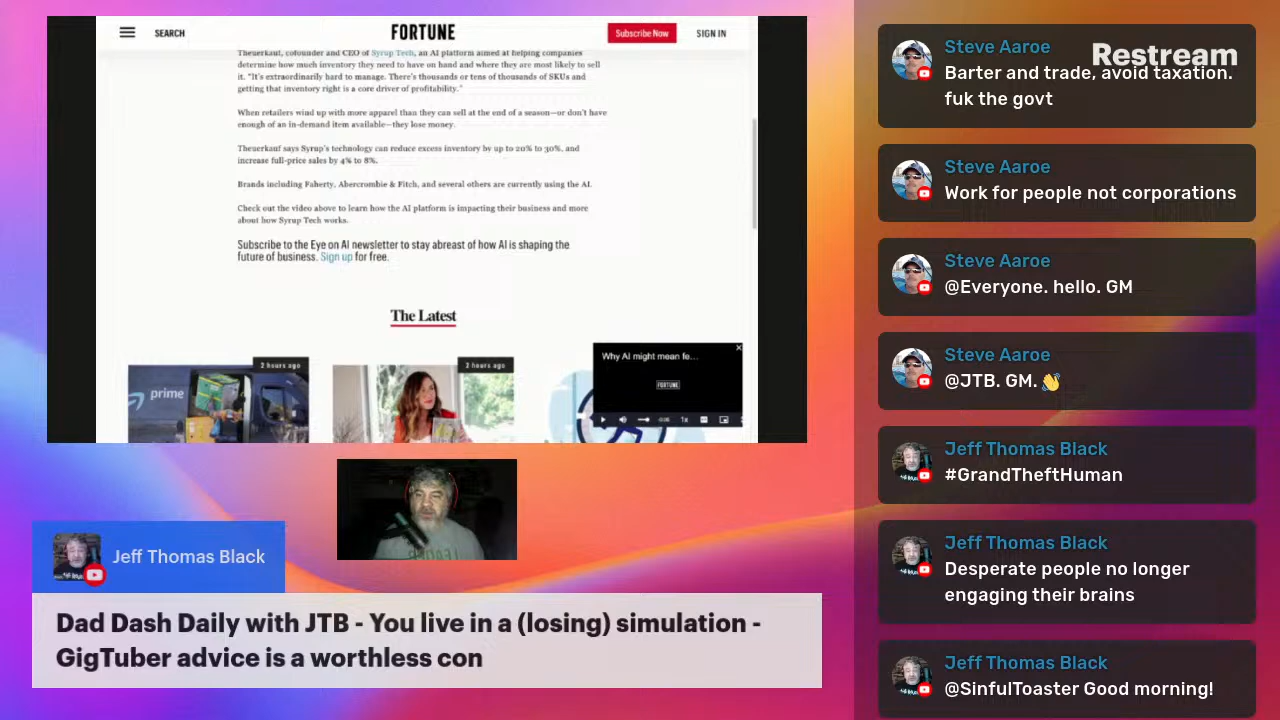 SEARCH
FORTUNE
Subscribe Now
SIGN IN
Theuerkauf, cofounder and CEO of Syrup Tech, an AI platform aimed at helping companies
determine how much inventory they need to have on hand and where they are most likely to sell
it. "It's extraordinarily hard to manage. There's thousands or tens of thousands of SKUs and
getting that inventory right is a core driver of profitability."
When retailers wind up with more apparel than they can sell at the end of a season—or don't have
enough of an in-demand item available—they lose money.
Theuerkauf says Syrup's technology can reduce excess inventory by up to 20% to 30%, and
increase full-price sales by 4% to 8%.
Brands including Faherty, Abercrombie & Fitch, and several others are currently using the AI.
Check out the video above to learn how the AI platform is impacting their business and more
about how Syrup Tech works.
Subscribe to the Eye on AI newsletter to stay abreast of how AI is shaping the
future of business. Sign up for free.
The Latest
2 hours ago
2 hours ago
prime
Why AI might mean fe...
FORTUNE
1x
Jeff Thomas Black
Dad Dash Daily with JTB - You live in a (losing) simulation -
GigTuber advice is a worthless con
Restream
Steve Aaroe
Barter and trade, avoid taxation.
fuk the govt
Steve Aaroe
Work for people not corporations
Steve Aaroe
@Everyone. hello. GM
Steve Aaroe
@JTB. GM. 👋
Jeff Thomas Black
#GrandTheftHuman
Jeff Thomas Black
Desperate people no longer
engaging their brains
Jeff Thomas Black
@SinfulToaster Good morning!